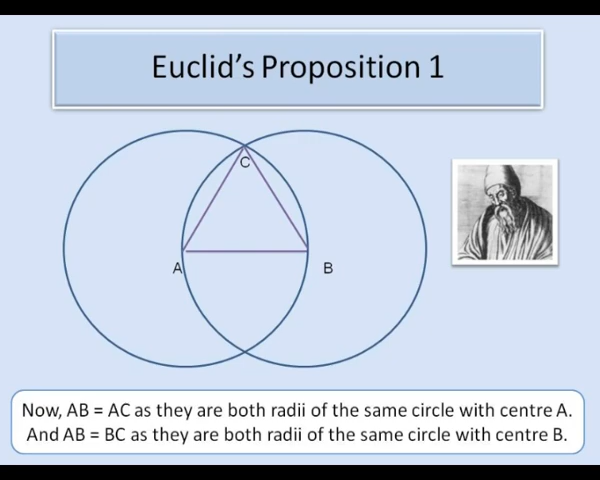 Euclid's Proposition 1
C
A
B
Now, AB = AC as they are both radii of the same circle with centre A.
And AB = BC as they are both radii of the same circle with centre B.